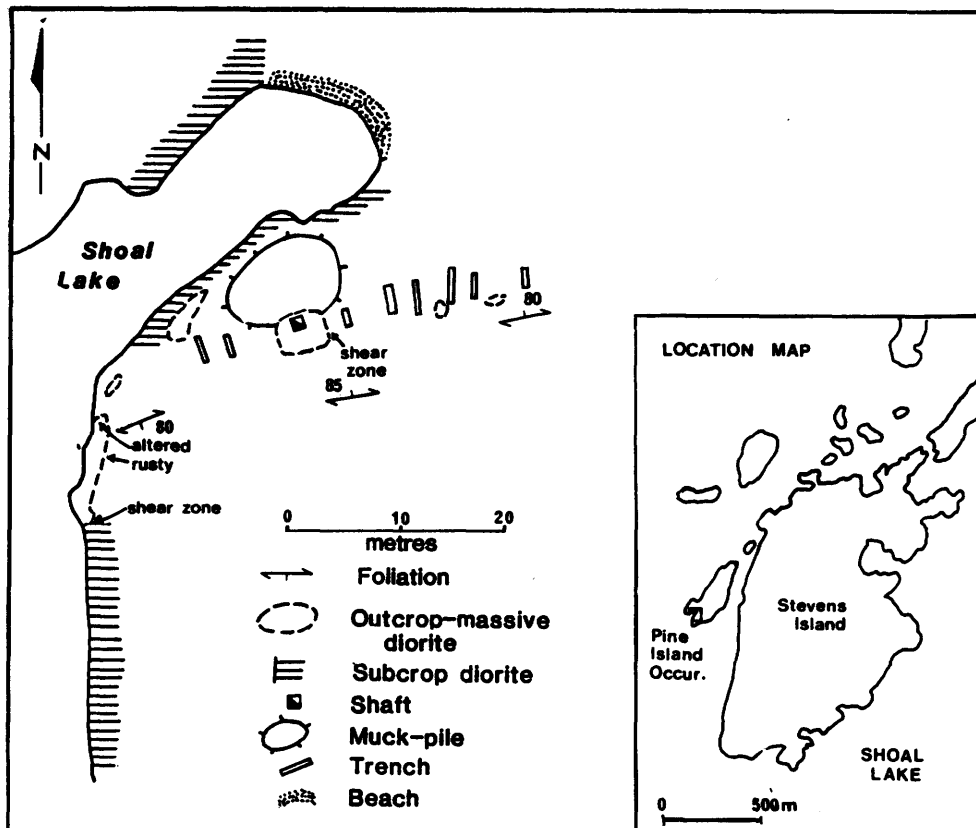 N
Shoal
Lake
80
shear
zone
85
80
altered
rusty
shear zone
0 10 20
metres
Foliation
Outcrop-massive
diorite
Subcrop diorite
Shaft
Muck-pile
Trench
Beach
LOCATION MAP
Stevens
Island
Pine
Island
Occur.
SHOAL
LAKE
0 500m